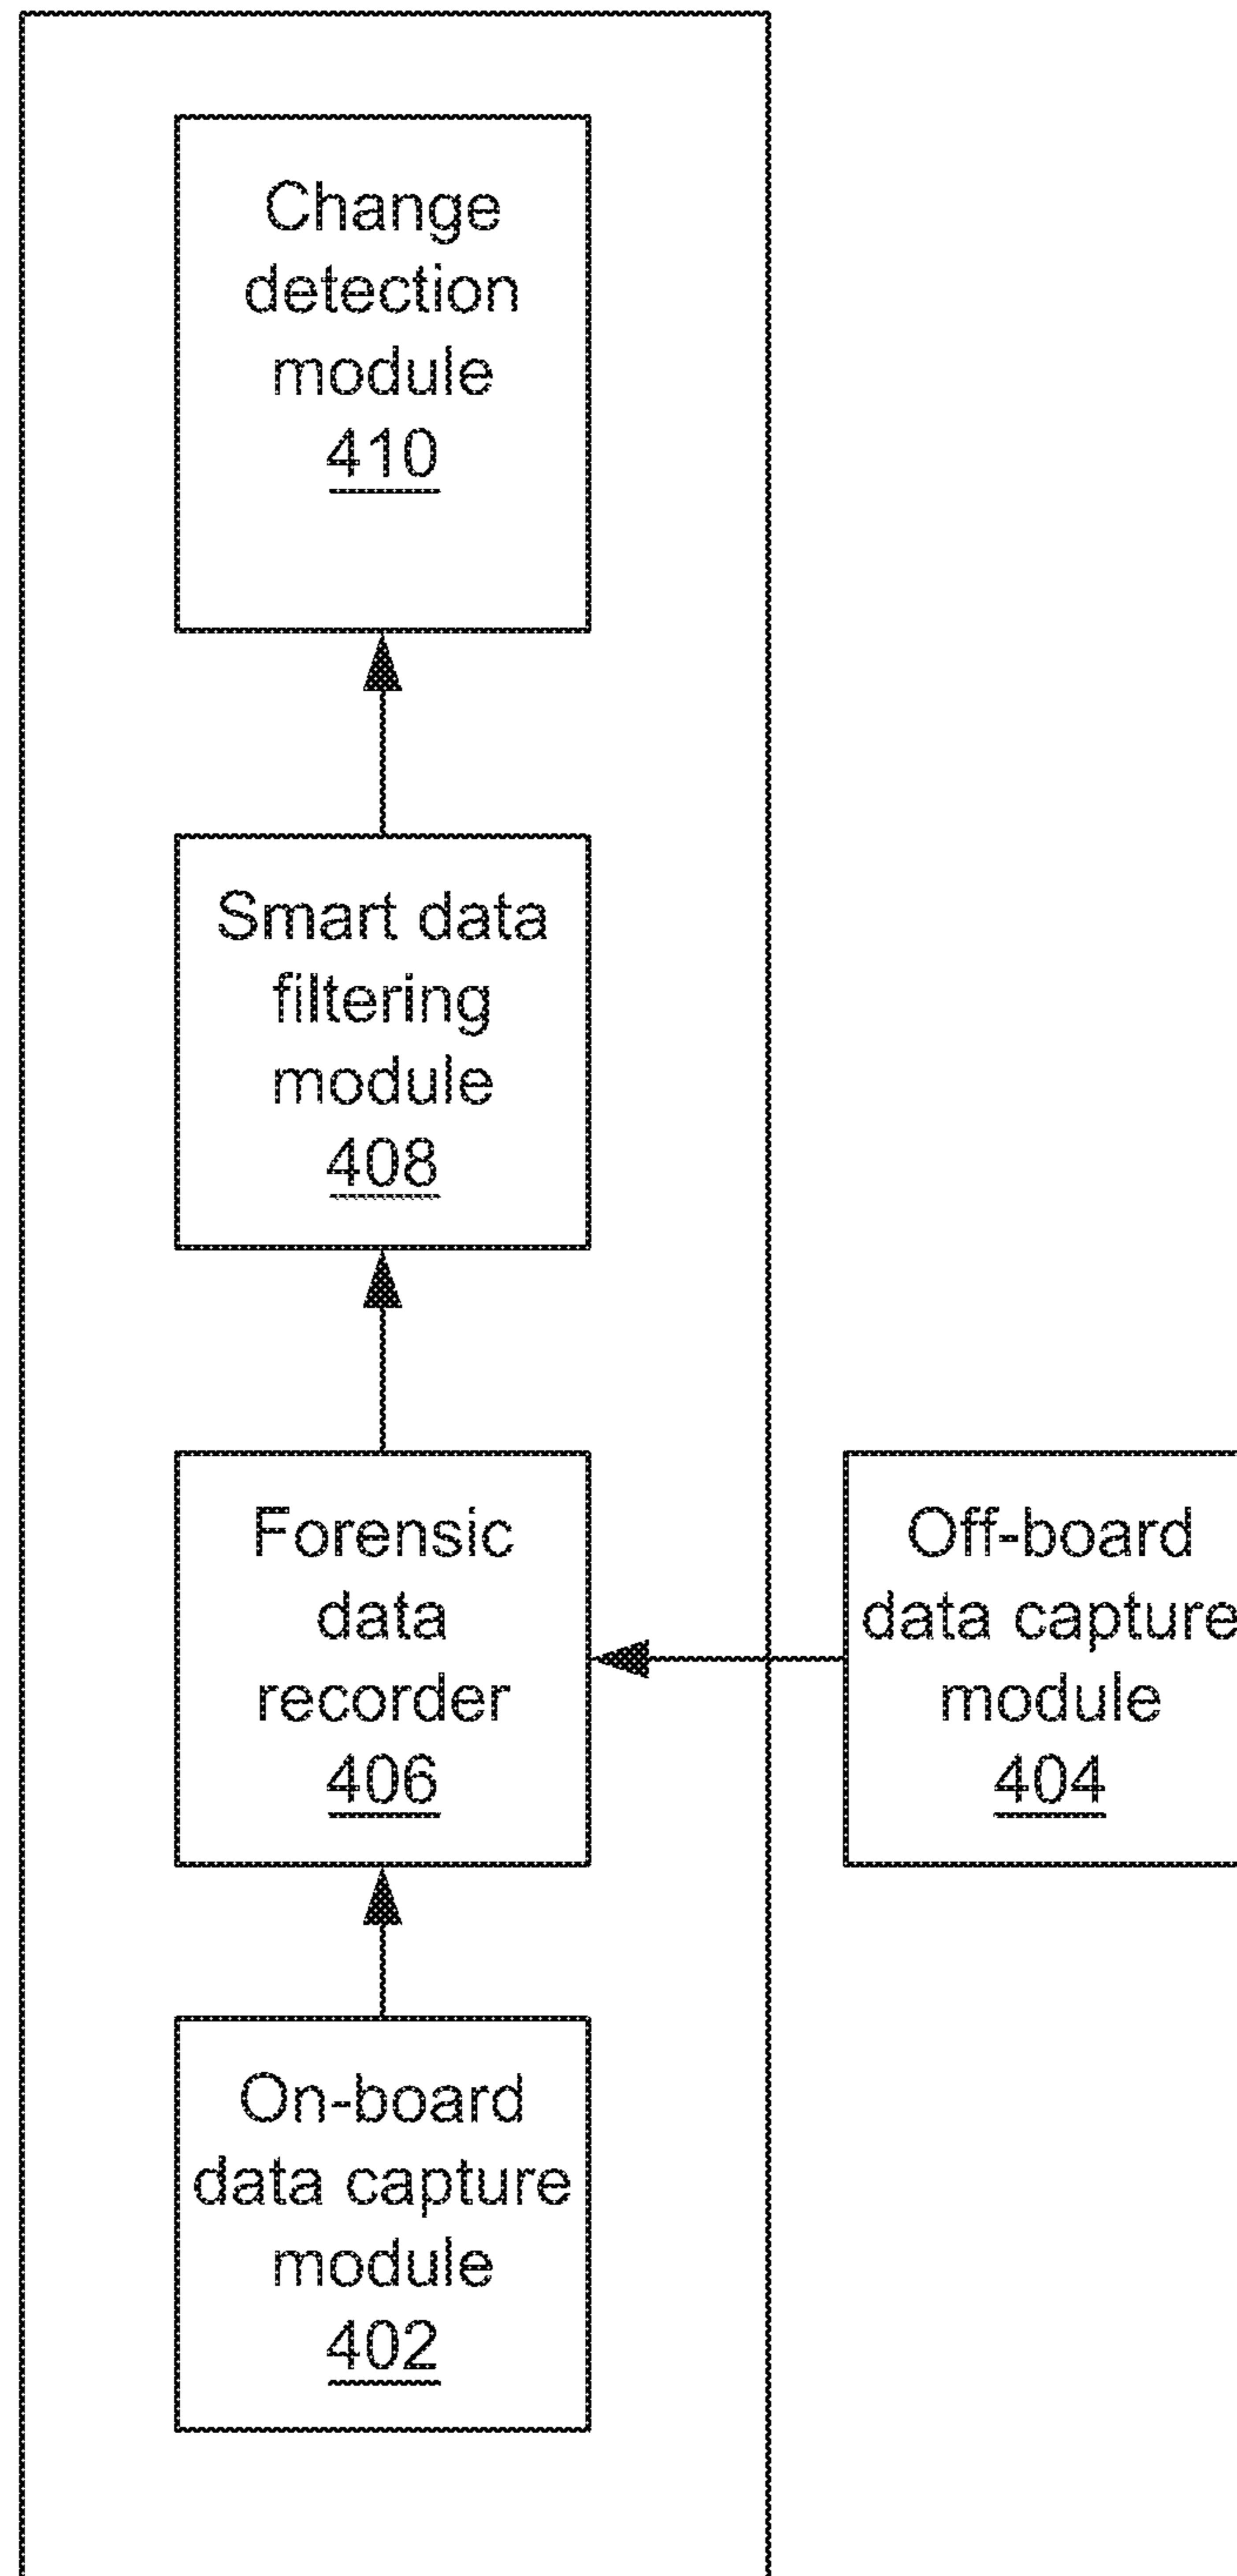 Change
detection
module
410
Smart data
filtering
module
408
Forensic
data
recorder
406
Off-board
data capture
module
404
On-board
data capture
module
402